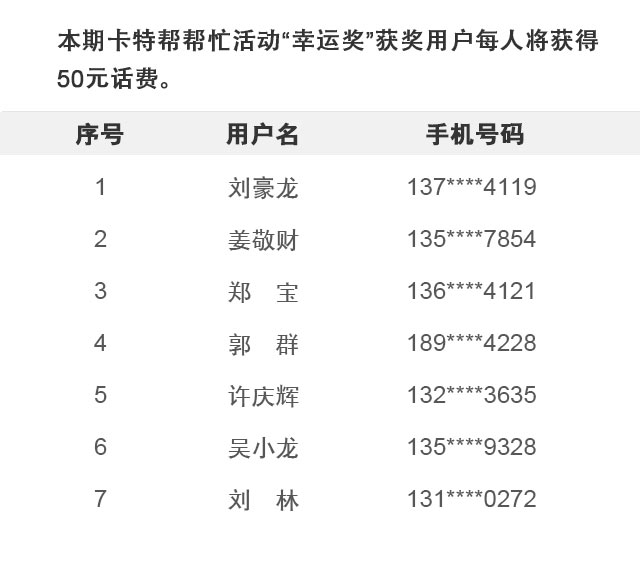 本期卡特帮帮忙活动“幸运奖”获奖用户每人将获得
50元话费。
序号 用户名 手机号码
1 刘豪龙 137****4119
2 姜敬财 135****7854
3 郑　宝 136****4121
4 郭　群 189****4228
5 许庆辉 132****3635
6 吴小龙 135****9328
7 刘　林 131****0272